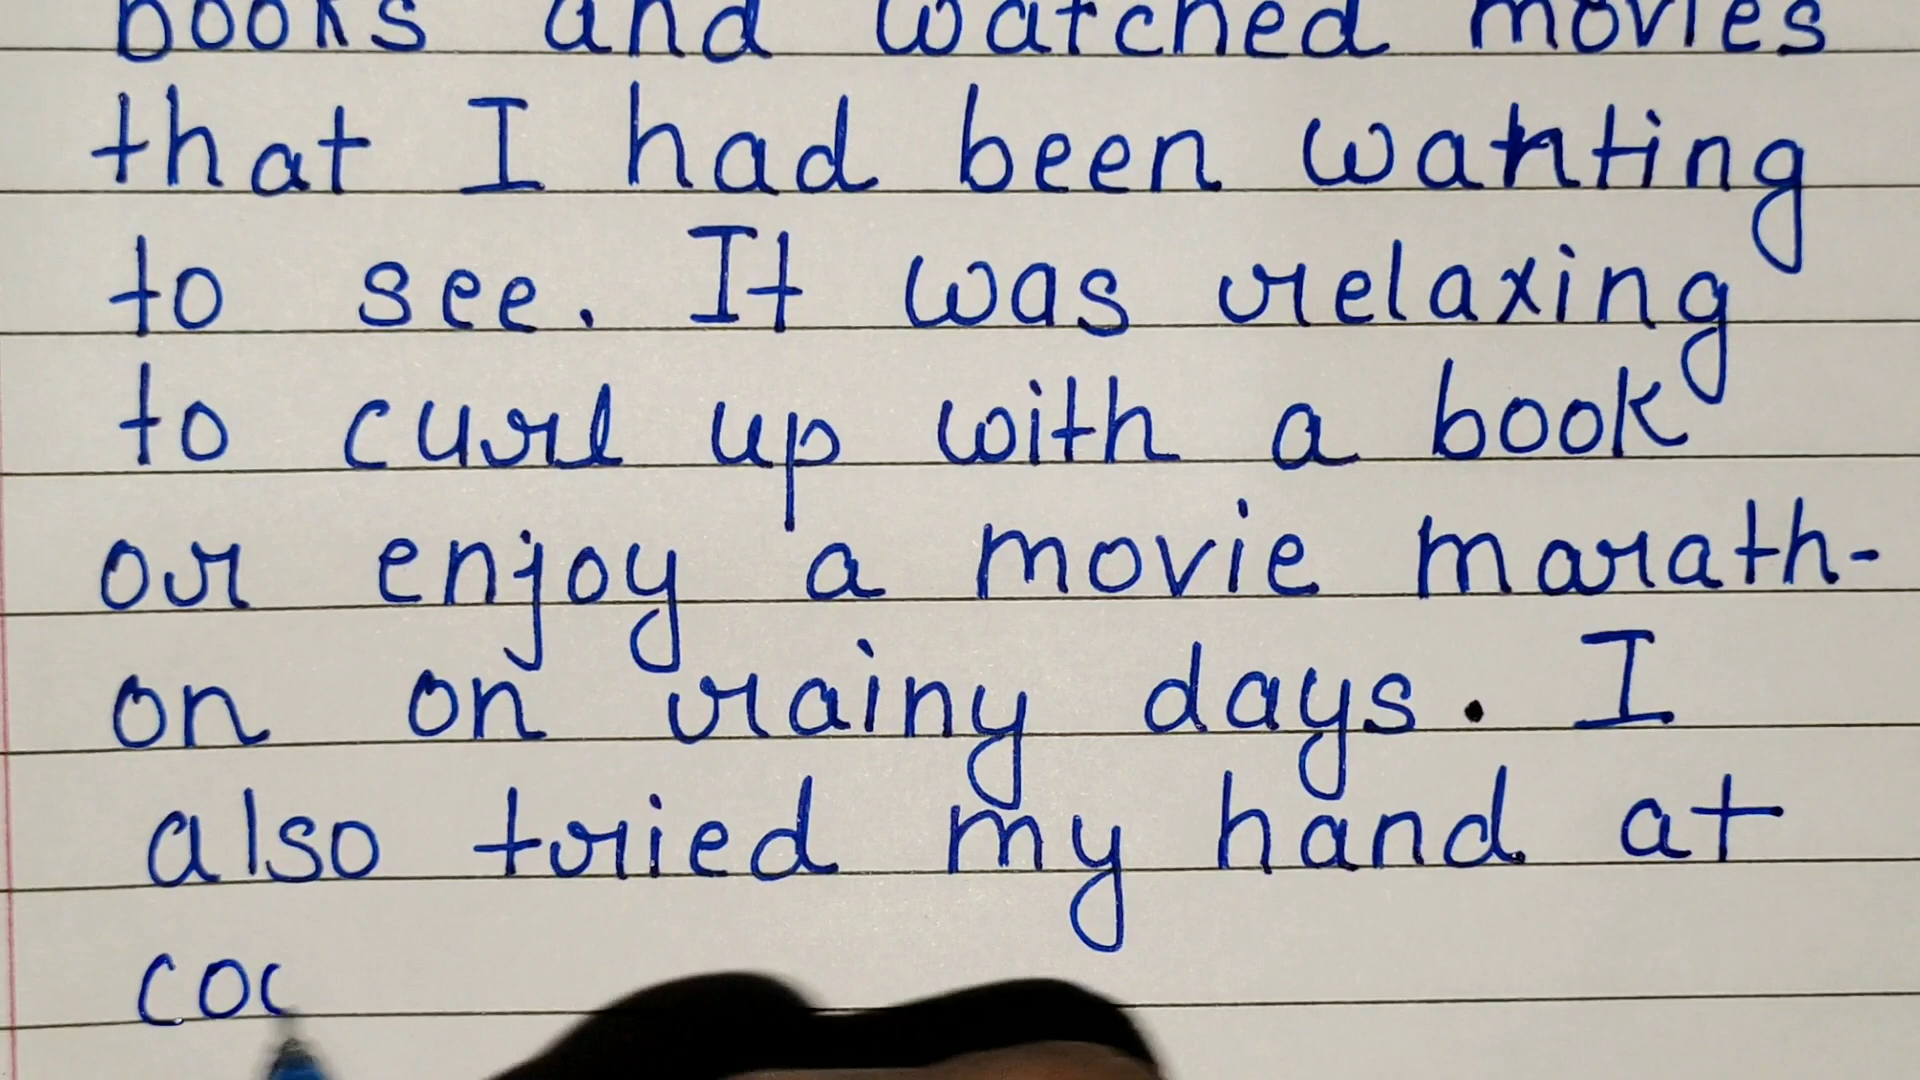 books and watched movies
that I had been wanting
to see. It was relaxing
to curl up with a book
or enjoy a movie marath-
on on rainy days. I
also tried my hand at